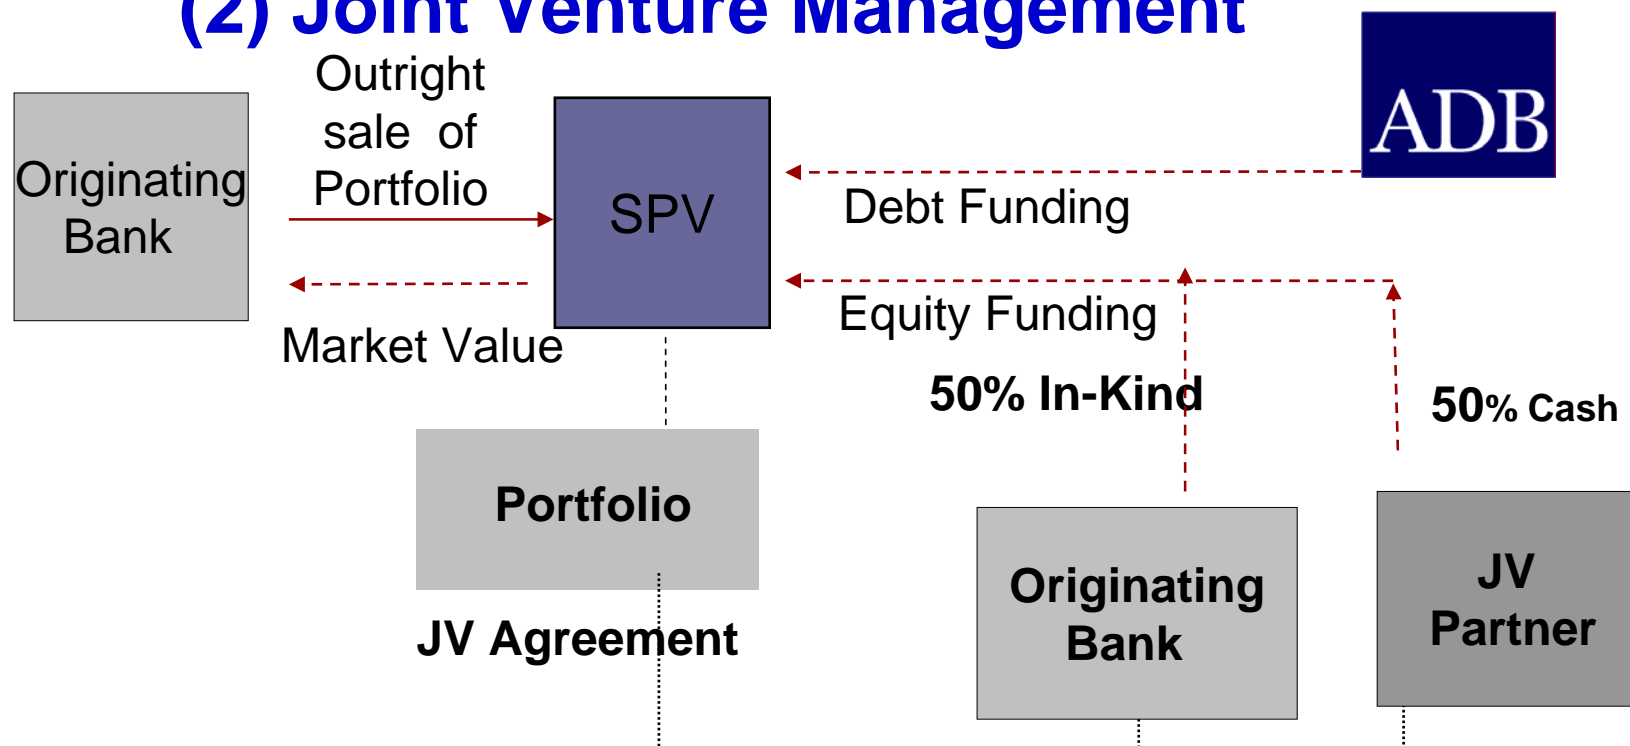 (2) Joint Venture Management
Outright
sale of
Portfolio
Originating
Bank
SPV
ADB
Debt Funding
Equity Funding
Market Value
50% In-Kind
50% Cash
Portfolio
Originating
Bank
JV
Partner
JV Agreement